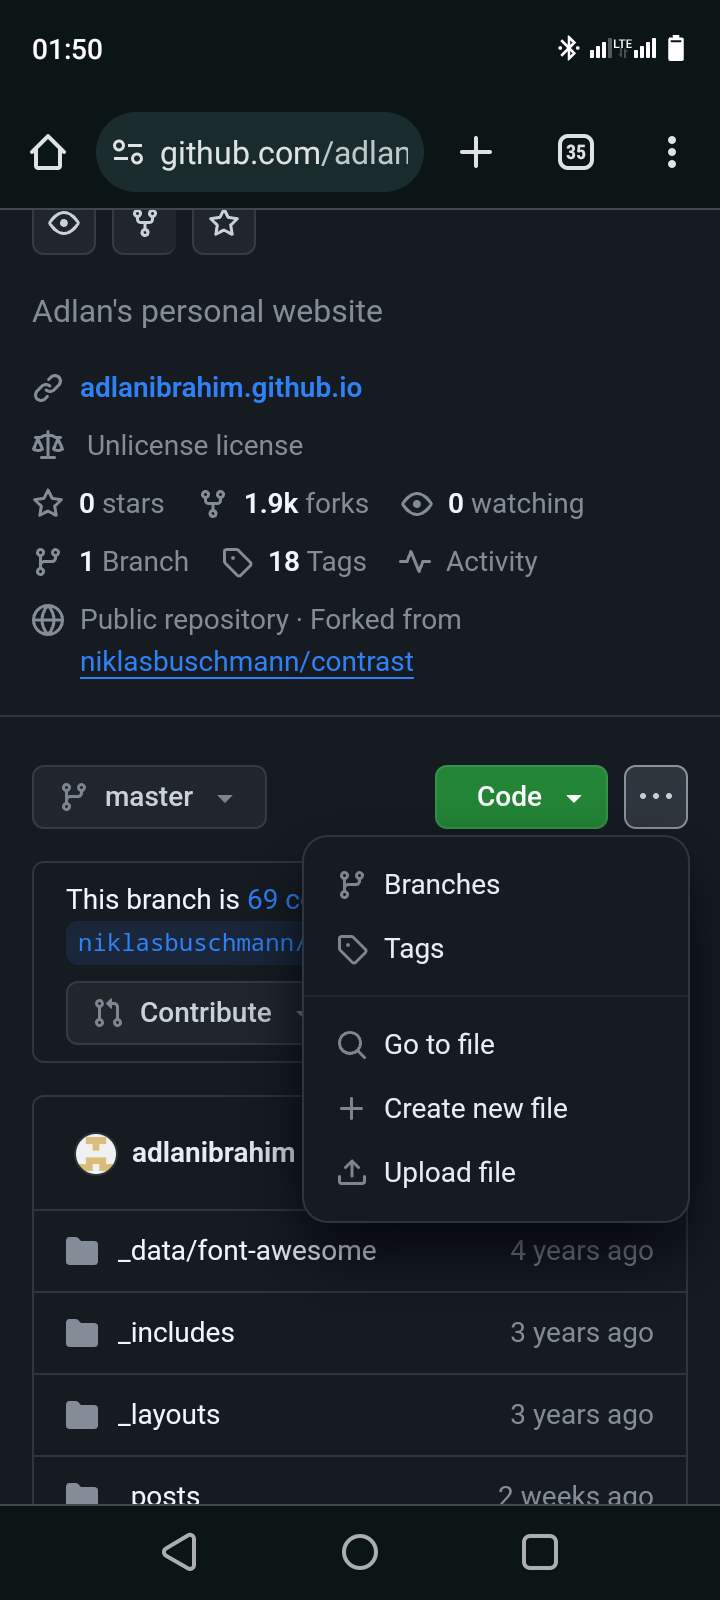 01:50
LTE
github.com/adlan
35
Adlan's personal website
adlanibrahim.github.io
Unlicense license
0 stars 1.9k forks 0 watching
1 Branch 18 Tags Activity
Public repository · Forked from
niklasbuschmann/contrast
master Code
Branches
This branch is 69 c
niklasbuschmann/
Tags
Contribute
Go to file
Create new file
adlanibrahim
Upload file
_data/font-awesome 4 years ago
_includes 3 years ago
_layouts 3 years ago
_posts 2 weeks ago